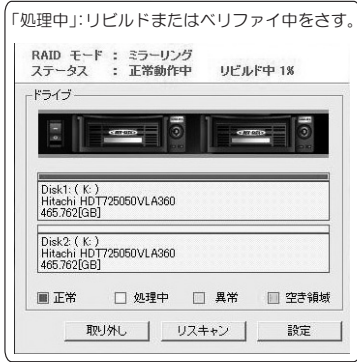 「処理中」：リビルドまたはベリファイ中をさす。
RAID モード ： ミラーリング
ステータス ： 正常動作中 リビルド中 1%
ドライブ
Disk1: ( K: )
Hitachi HDT725050VLA360
465.762[GB]
Disk2: ( K: )
Hitachi HDT725050VLA360
465.762[GB]
正常 処理中 異常 空き領域
取り外し リスキャン 設定